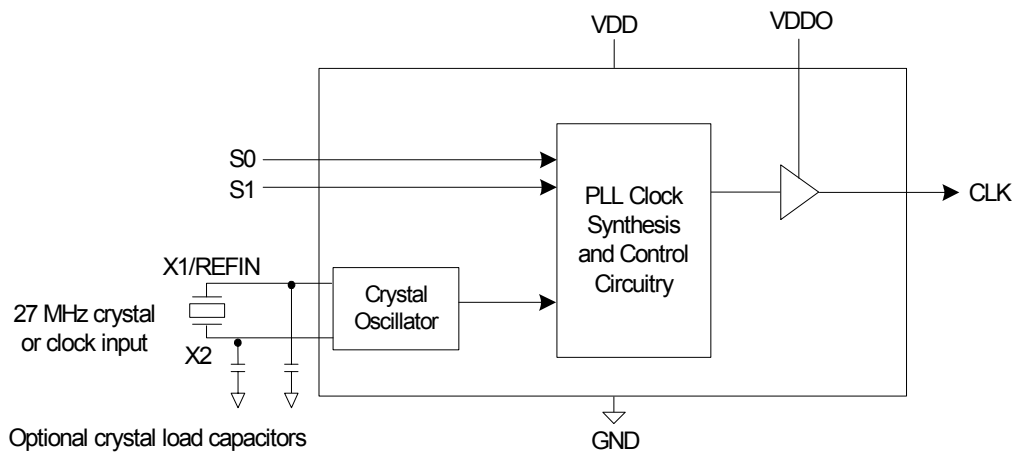 VDD
VDDO
S0
S1
PLL Clock
Synthesis
and Control
Circuitry
CLK
X1/REFIN
Crystal
Oscillator
27 MHz crystal
or clock input
X2
Optional crystal load capacitors
GND